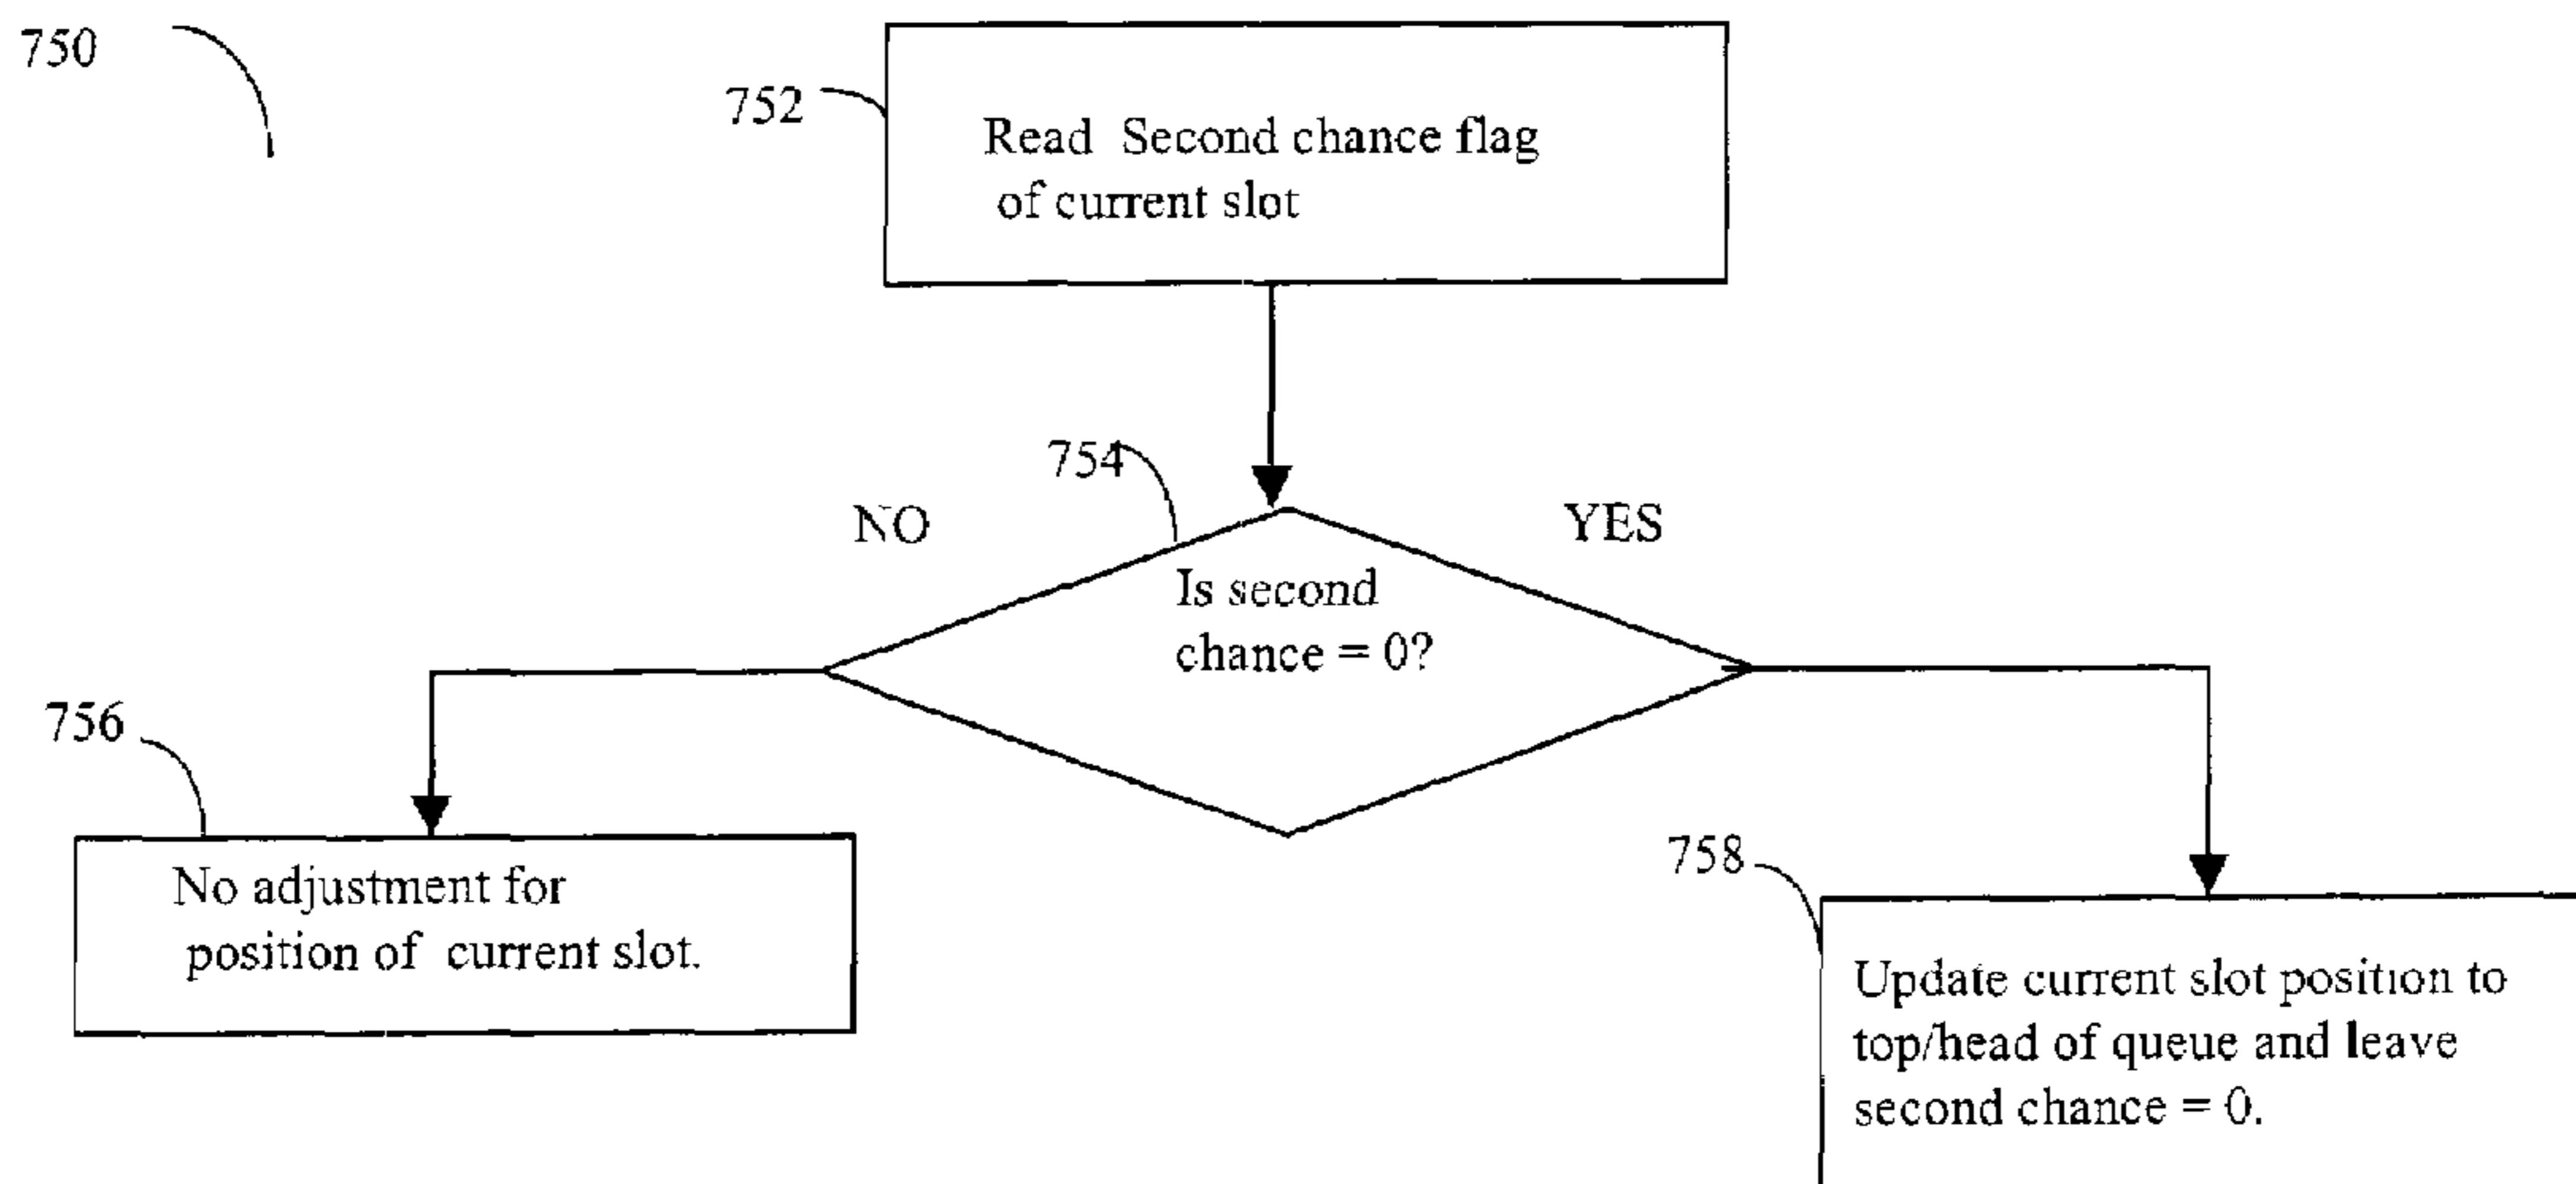 750
752
Read Second chance flag
of current slot
754
NO
YES
Is second
chance = 0?
756
No adjustment for
position of current slot.
758
Update current slot position to
top/head of queue and leave
second chance = 0.